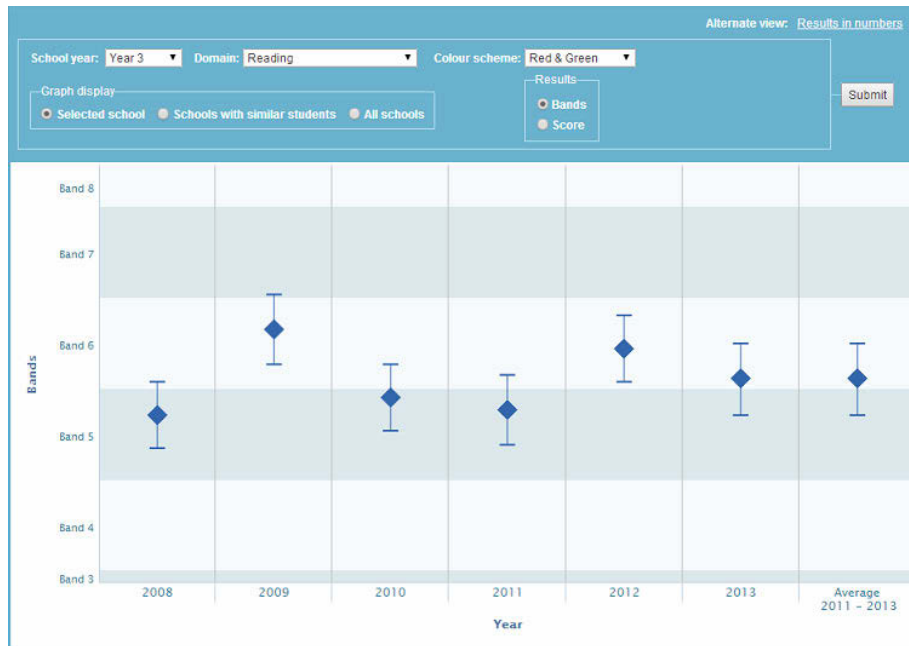 Alternate view: Results in numbers
School year: Year 3 Domain: Reading Colour scheme: Red & Green
Graph display
Selected school Schools with similar students All schools
Results
Bands
Score
Submit
Band 8
Band 7
Band 6
Band 5
Band 4
Band 3
Bands
2008 2009 2010 2011 2012 2013 Average
2011 - 2013
Year